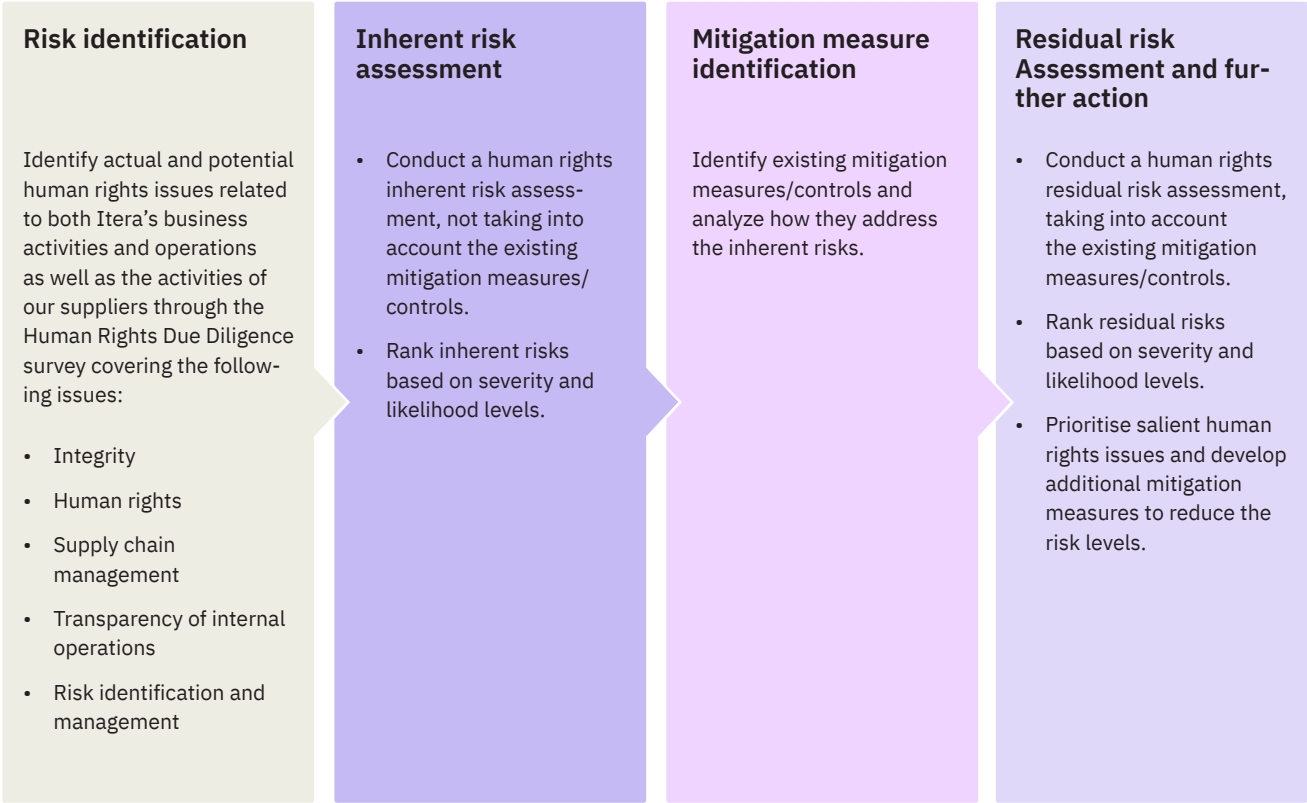 Risk identification
Identify actual and potential
human rights issues related
to both Itera's business
activities and operations
as well as the activities of
our suppliers through the
Human Rights Due Diligence
survey covering the follow-
ing issues:
• Integrity
• Human rights
• Supply chain
management
• Transparency of internal
operations
• Risk identification and
management
Inherent risk
assessment
• Conduct a human rights
inherent risk assess-
ment, not taking into
account the existing
mitigation measures/
controls.
• Rank inherent risks
based on severity and
likelihood levels.
Mitigation measure
identification
Identify existing mitigation
measures/controls and
analyze how they address
the inherent risks.
Residual risk
Assessment and fur-
ther action
• Conduct a human rights
residual risk assessment,
taking into account
the existing mitigation
measures/controls.
• Rank residual risks
based on severity and
likelihood levels.
• Prioritise salient human
rights issues and develop
additional mitigation
measures to reduce the
risk levels.